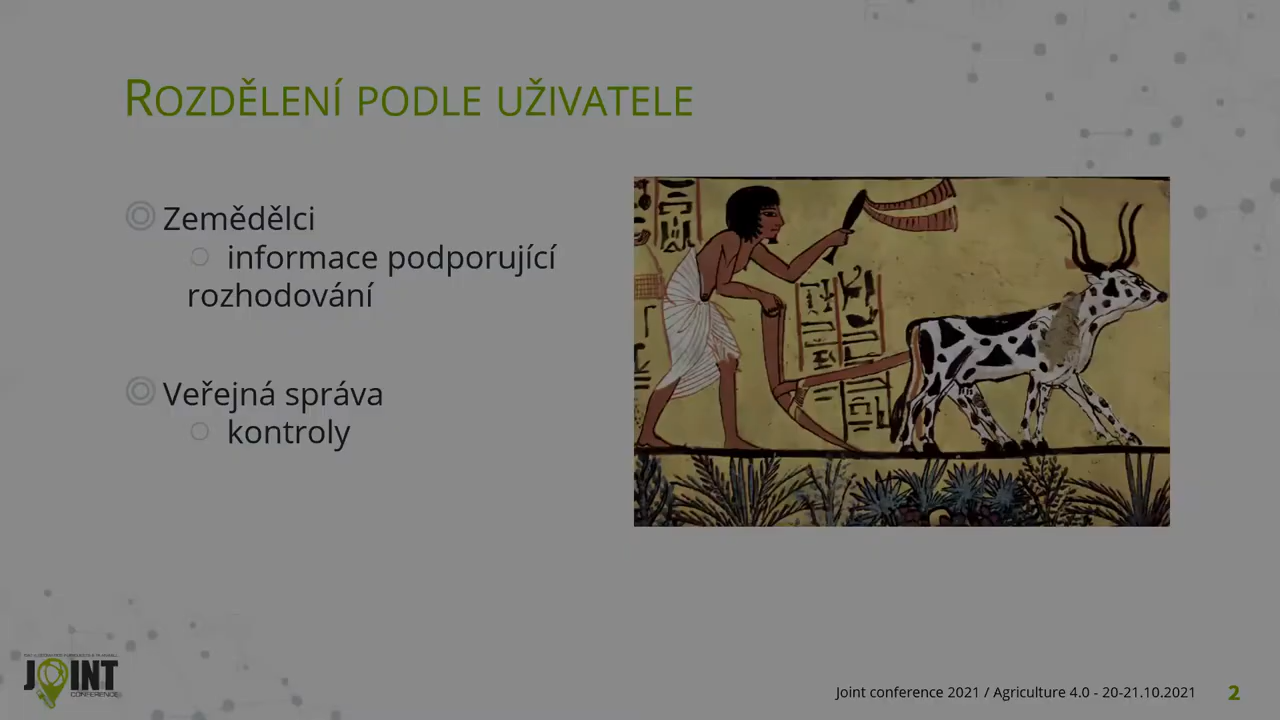 ROZDĚLENÍ PODLE UŽIVATELE
Zemědělci
informace podporující
rozhodování
Veřejná správa
kontroly
JOINT
CONFERENCE
Joint conference 2021 / Agriculture 4.0 - 20-21.10.2021
2